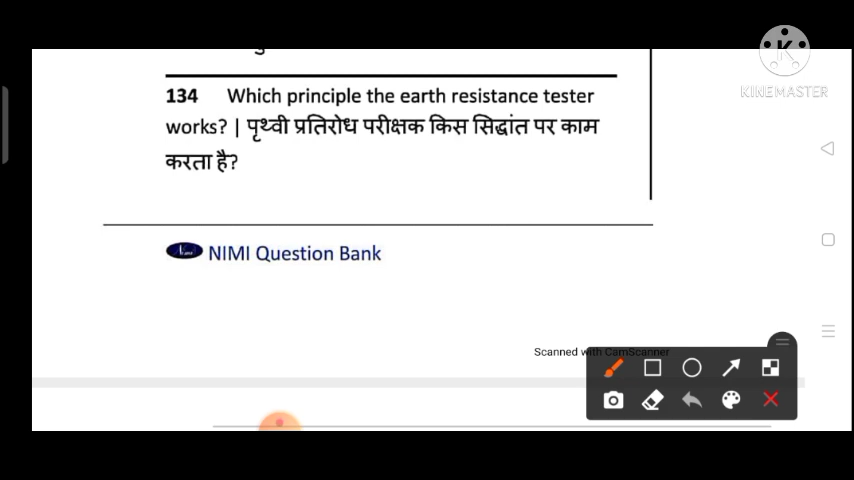 KINEMASTER
134 Which principle the earth resistance tester
works? | पृथ्वी प्रतिरोध परीक्षक किस सिद्धांत पर काम
करता है?
NIMI Question Bank
Scanned with CamScanner